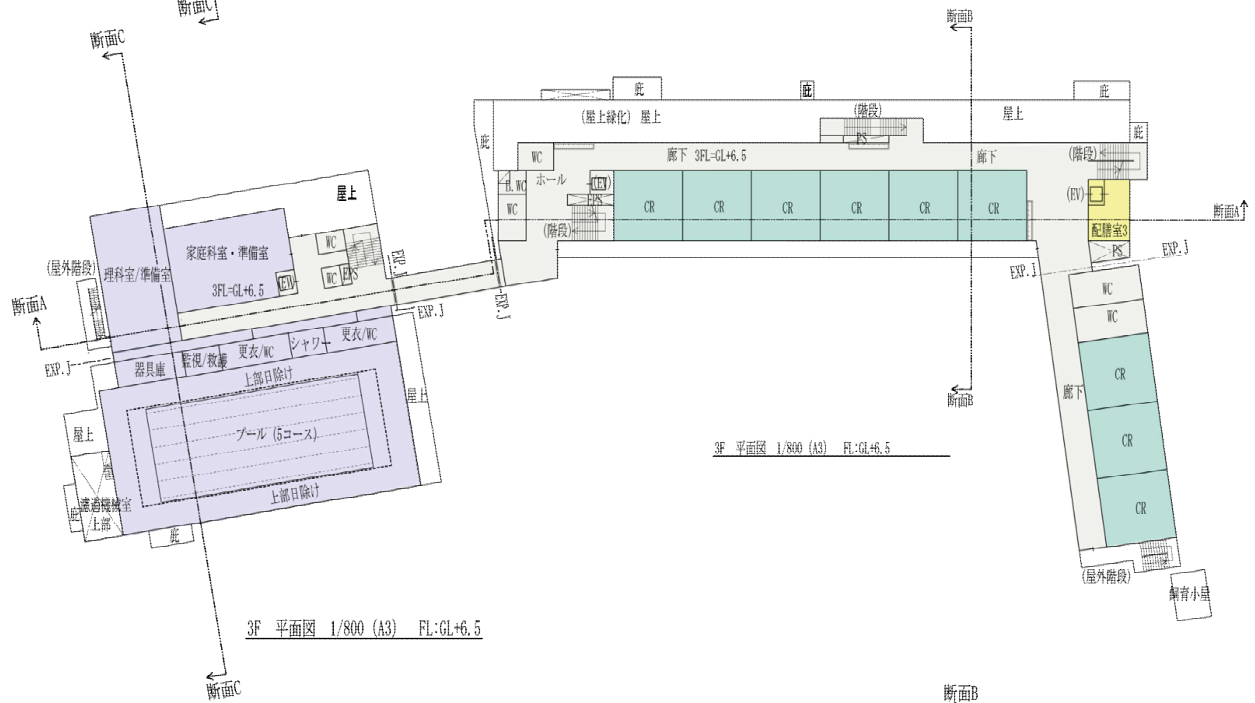 断面C
断面C
断面B
庇
庇
庇
(屋上緑化) 屋上
(階段)
屋上
PS
庇
庇
WC
廊下 3FL=GL+6.5
廊下
(階段)
B.WC
ホール
(EV)
EPS
WC
(階段)
CR
CR
CR
CR
CR
CR
(EV)
配膳室3
断面A
PS
EXP.J
EXP.J
屋上
家庭科室・準備室
WC
理科室/準備室
(屋外階段)
3FL=GL+6.5
(EV)
WC
EPS
EXP.J
EXP.J
EXP.J
断面A
EXP.J
器具庫
監視/救護
更衣/WC
シャワー
更衣/WC
上部日除け
屋上
プール (5コース)
屋上
上部日除け
濾過機械室
上部
庇
庇
WC
WC
廊下
CR
CR
CR
断面B
3F 平面図 1/800 (A3) FL:GL+6.5
(屋外階段)
飼育小屋
3F 平面図 1/800 (A3) FL:GL+6.5
断面C
断面B